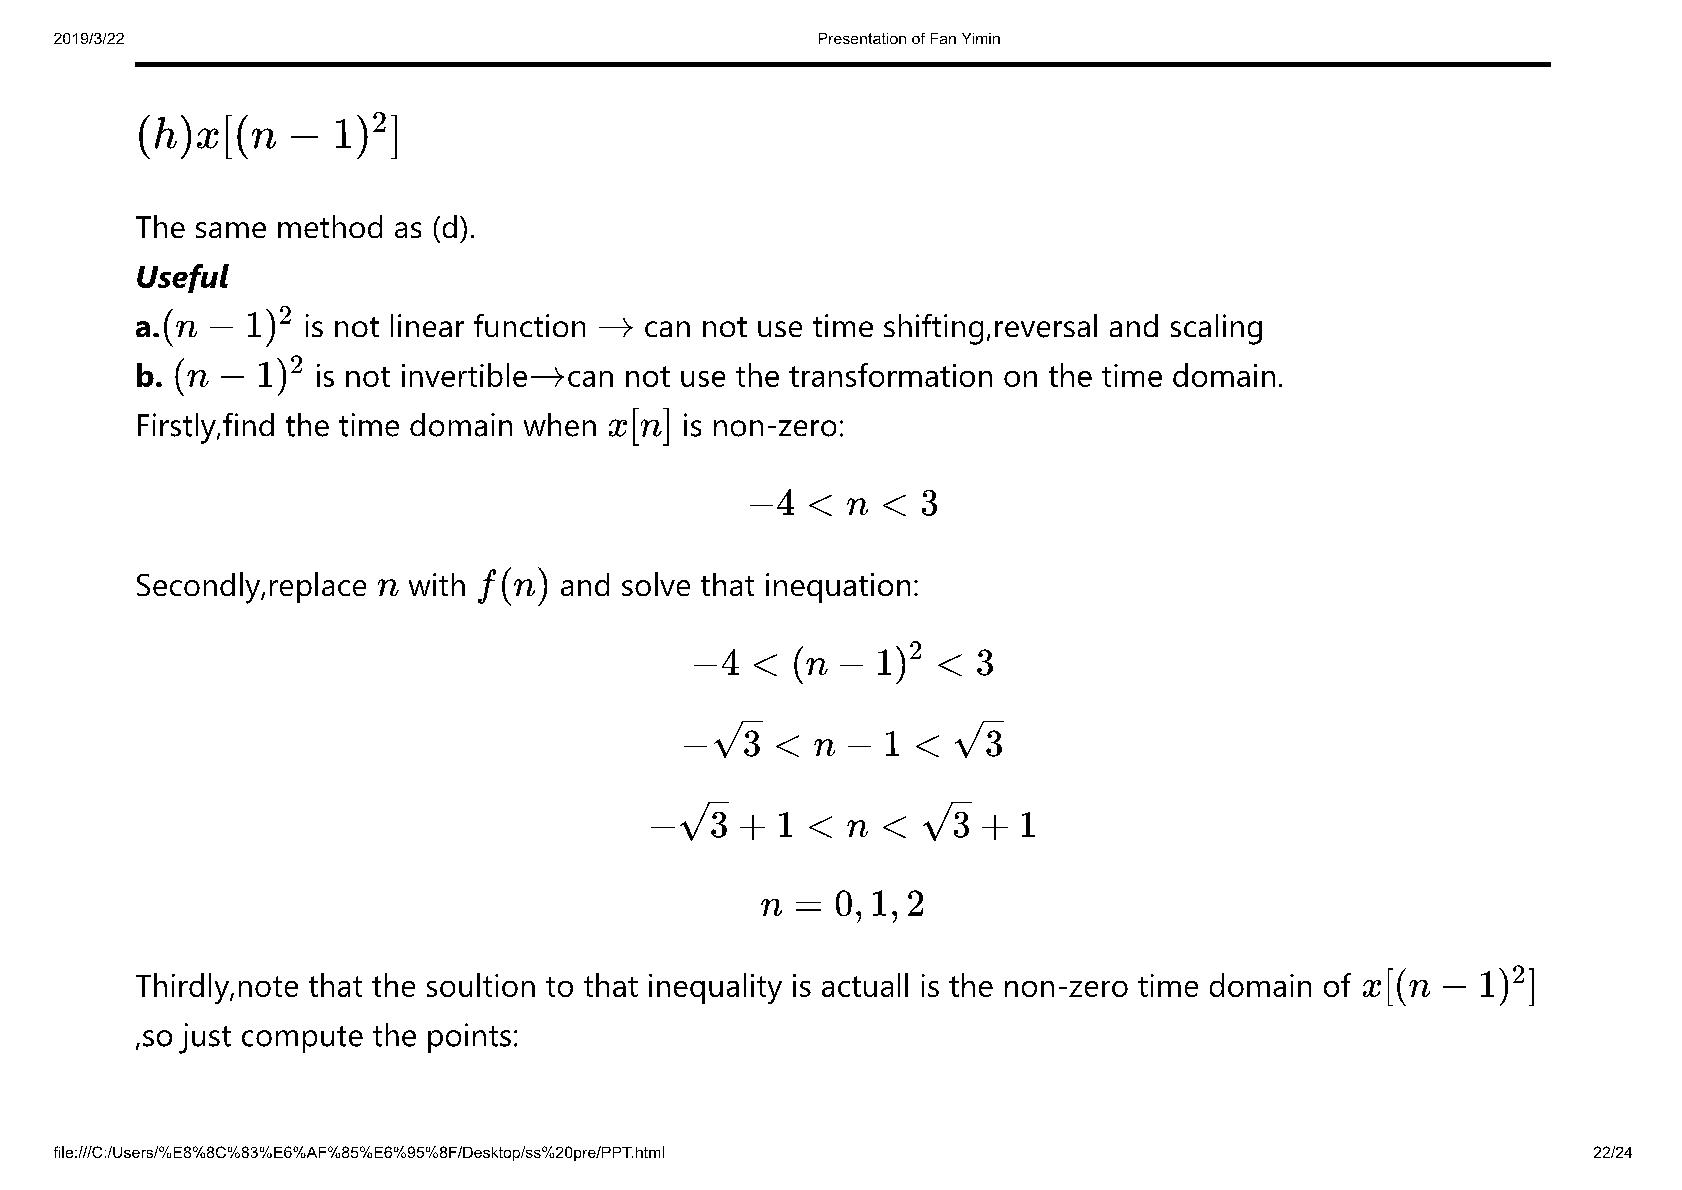 2019/3/22 Presentation of Fan Yimin
(h)x[(n − 1)²]
The same method as (d).
Useful
a.(n − 1)² is not linear function → can not use time shifting,reversal and scaling
b. (n − 1)² is not invertible→can not use the transformation on the time domain.
Firstly,find the time domain when x[n] is non-zero:
−4 < n < 3
Secondly,replace n with f(n) and solve that inequation:
−4 < (n − 1)² < 3
−√3 < n − 1 < √3
−√3 + 1 < n < √3 + 1
n = 0, 1, 2
Thirdly,note that the soultion to that inequality is actuall is the non-zero time domain of x[(n − 1)²]
,so just compute the points:
file:///C:/Users/%E8%8C%83%E6%AF%85%E6%95%8F/Desktop/ss%20pre/PPT.html 22/24